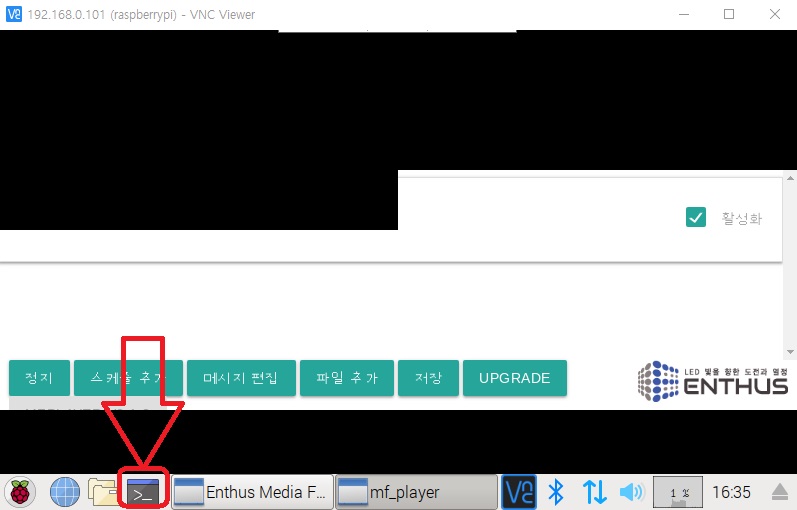 192.168.0.101 (raspberrypi) - VNC Viewer
활성화
정지
스케줄 추가
메시지 편집
파일 추가
저장
UPGRADE
LED 빛을 향한 도전과 열정
ENTHUS
>_
Enthus Media F...
mf_player
1 %
16:35